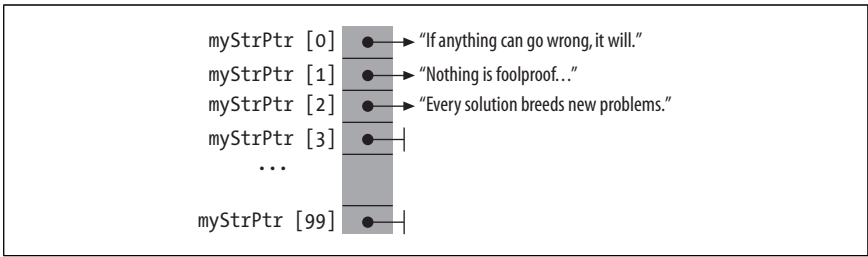 myStrPtr [0] “If anything can go wrong, it will.”
myStrPtr [1] “Nothing is foolproof…”
myStrPtr [2] “Every solution breeds new problems.”
myStrPtr [3]
...
myStrPtr [99]